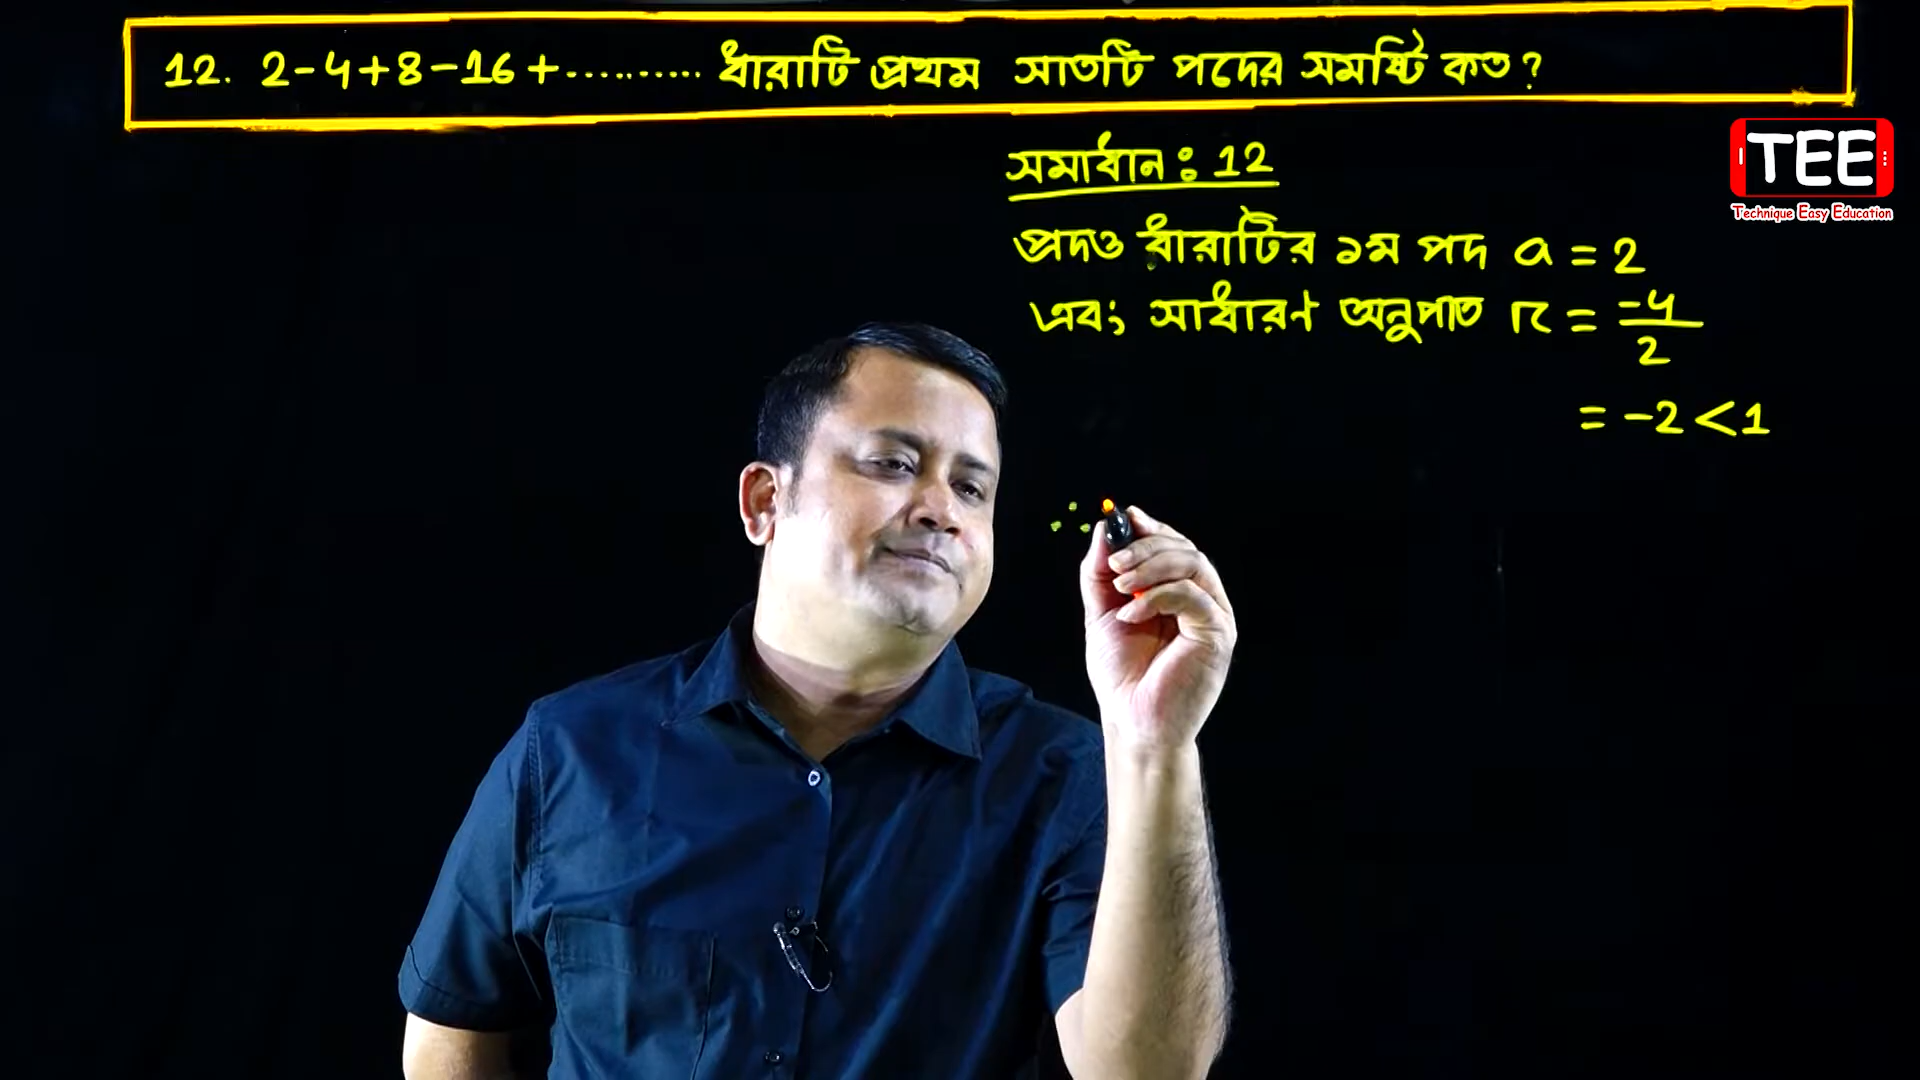 12. 2-4+8-16+.......... ধারাটি প্রথম সাতটি পদের সমষ্টি কত?
সমাধান : 12
TEE
Technique Easy Education
প্রদত্ত ধারাটির ১ম পদ a = 2
এবং সাধারণ অনুপাত r = -4/2
= -2 < 1
∴